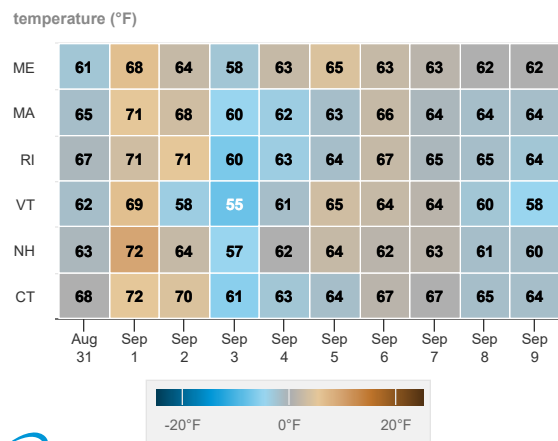 temperature (°F)
ME 61 68 64 58 63 65 63 63 62 62
MA 65 71 68 60 62 63 66 64 64 64
RI 67 71 71 60 63 64 67 65 65 64
VT 62 69 58 55 61 65 64 64 60 58
NH 63 72 64 57 62 64 62 63 61 60
CT 68 72 70 61 63 64 67 67 65 64
Aug Sep Sep Sep Sep Sep Sep Sep Sep Sep
31 1 2 3 4 5 6 7 8 9
-20°F 0°F 20°F